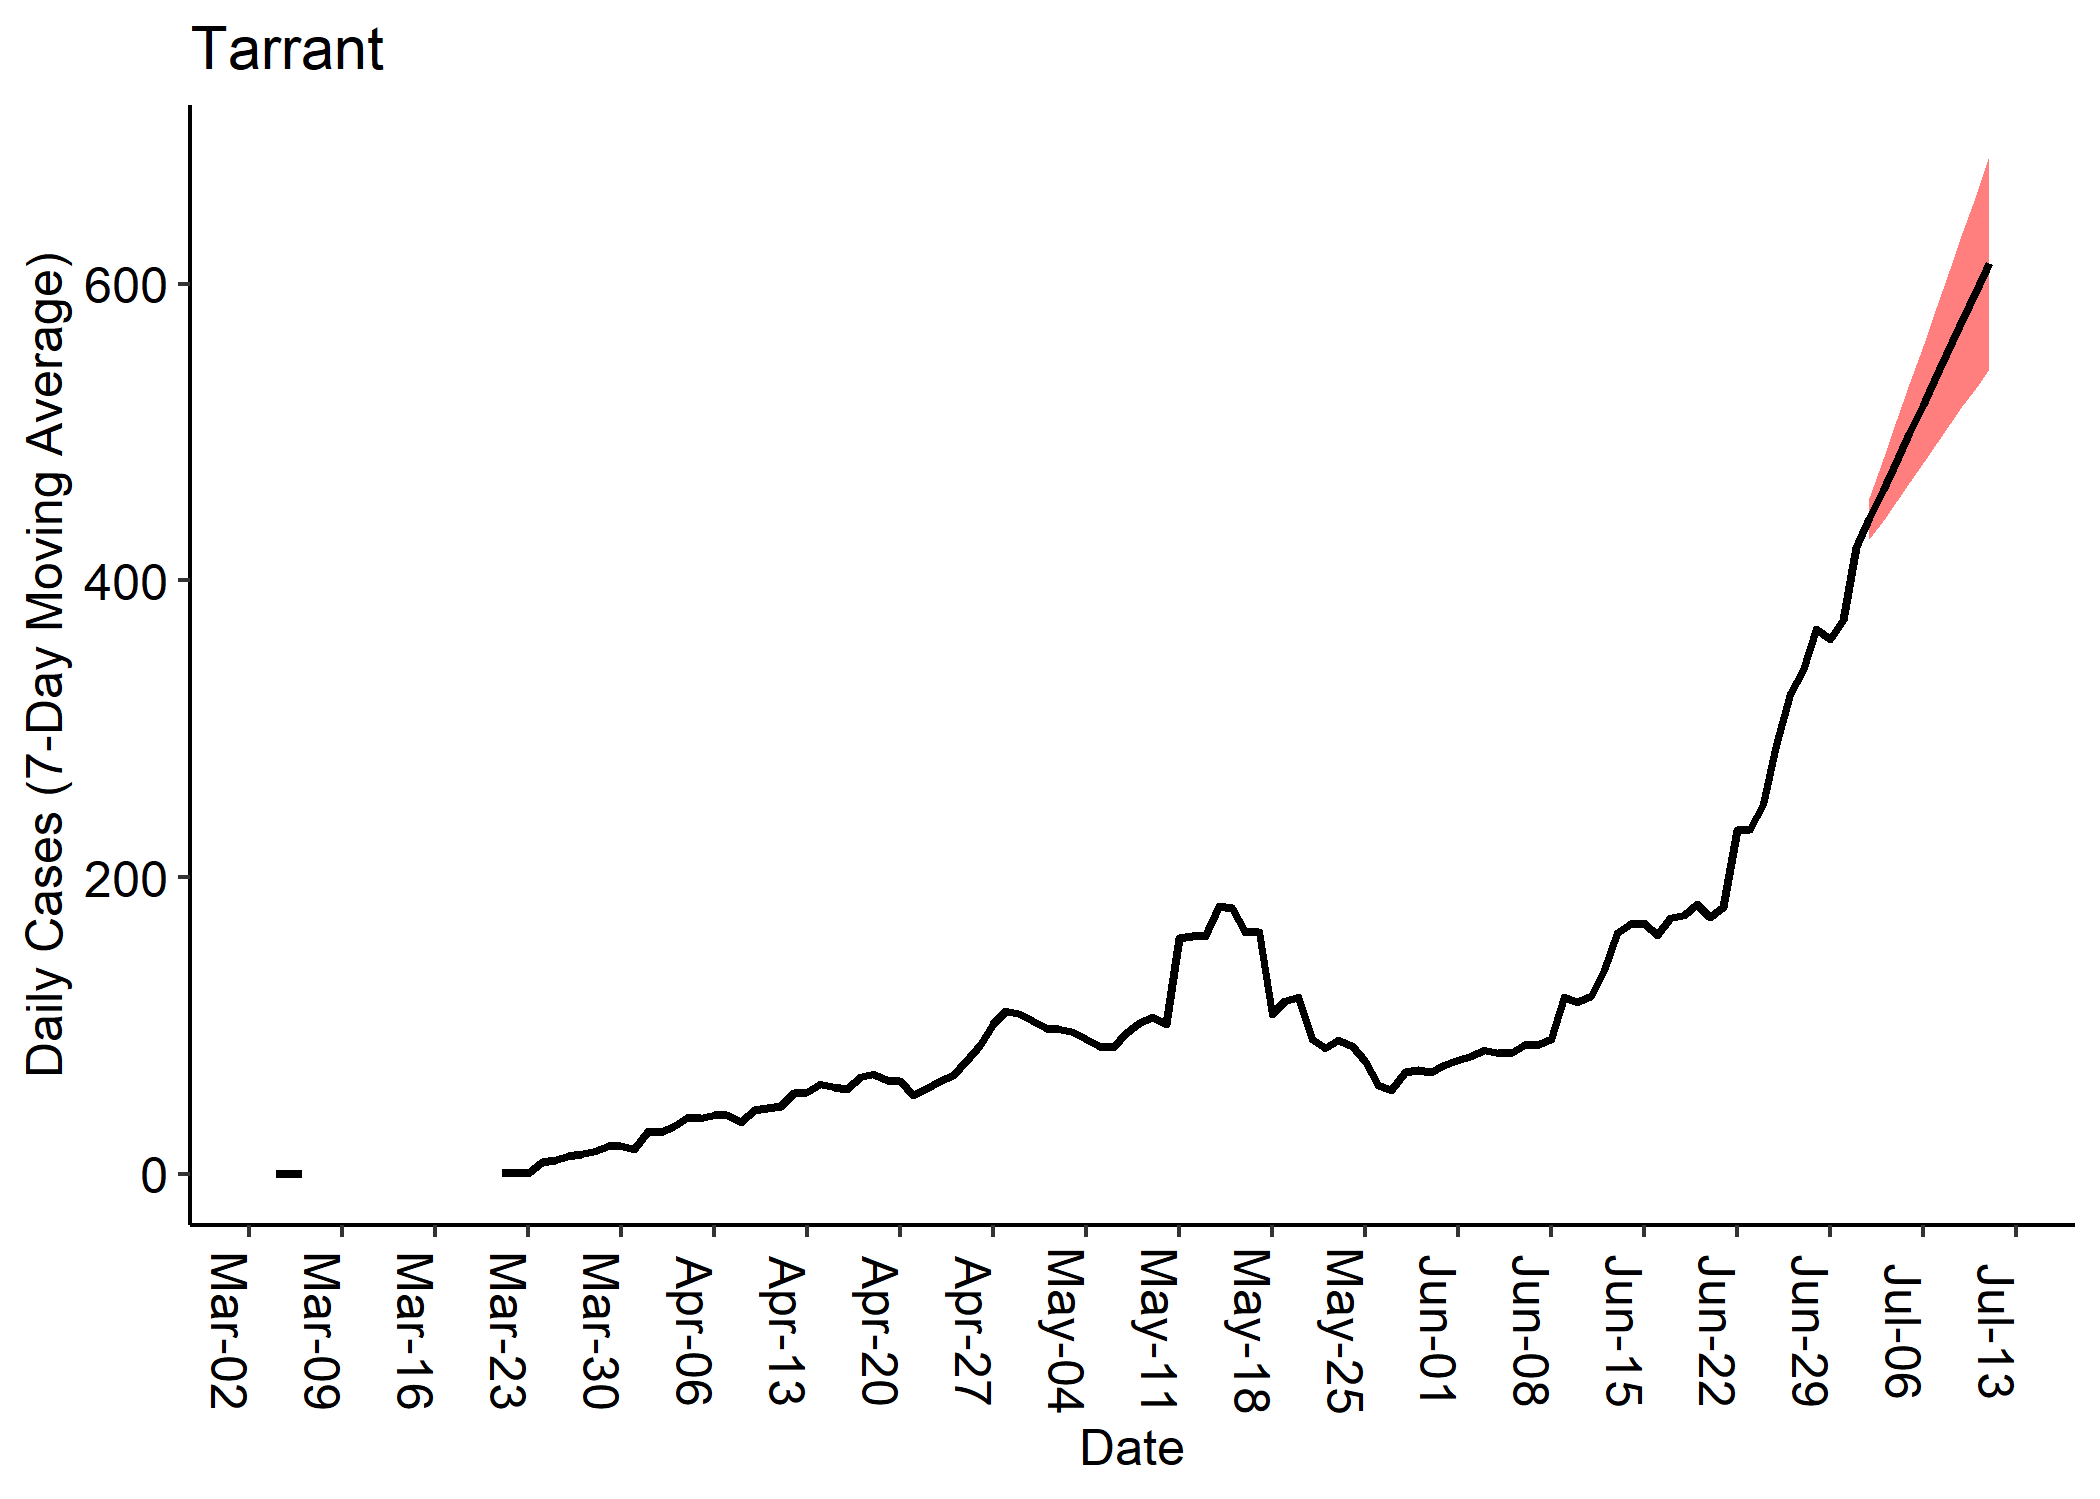 Tarrant
Daily Cases (7-Day Moving Average)
600
400
200
0
Mar-02
Mar-09
Mar-16
Mar-23
Mar-30
Apr-06
Apr-13
Apr-20
Apr-27
May-04
May-11
May-18
May-25
Jun-01
Jun-08
Jun-15
Jun-22
Jun-29
Jul-06
Jul-13
Date